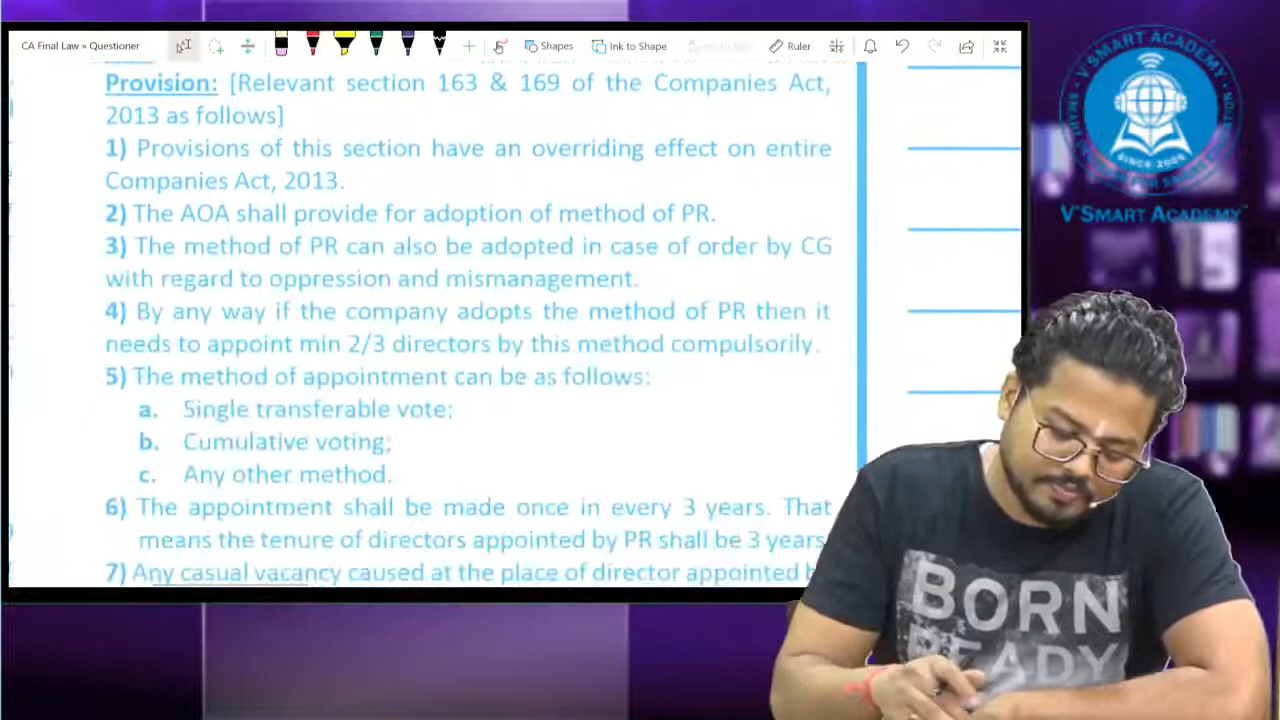 CA Final Law » Questioner
Shapes
Ink to Shape
Ruler
Provision: [Relevant section 163 & 169 of the Companies Act,
2013 as follows]
1) Provisions of this section have an overriding effect on entire
Companies Act, 2013.
2) The AOA shall provide for adoption of method of PR.
3) The method of PR can also be adopted in case of order by CG
with regard to oppression and mismanagement.
4) By any way if the company adopts the method of PR then it
needs to appoint min 2/3 directors by this method compulsorily.
5) The method of appointment can be as follows:
a. Single transferable vote;
b. Cumulative voting;
c. Any other method.
6) The appointment shall be made once in every 3 years. That
means the tenure of directors appointed by PR shall be 3 years
7) Any casual vacancy caused at the place of director appointed
V'SMART ACADEMY
SINCE 2009
V'SMART ACADEMY
BORN
READY